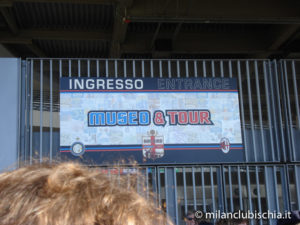 INGRESSO ENTRANCE
MUSEO & TOUR
@milanclubischia.it